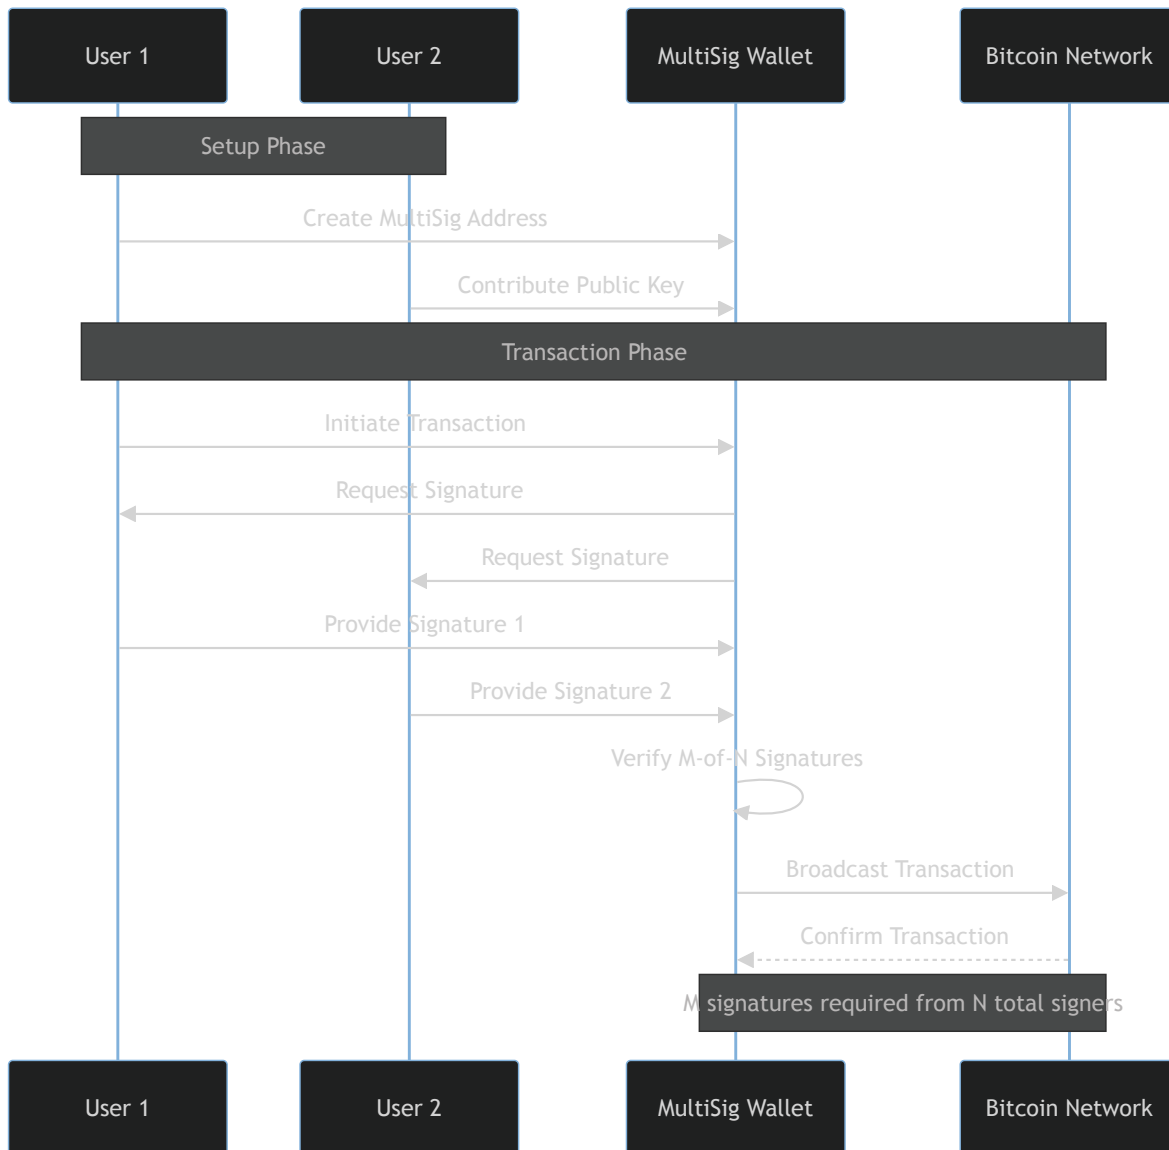 User 1
User 2
MultiSig Wallet
Bitcoin Network
Setup Phase
Create MultiSig Address
Contribute Public Key
Transaction Phase
Initiate Transaction
Request Signature
Request Signature
Provide Signature 1
Provide Signature 2
Verify M-of-N Signatures
Broadcast Transaction
Confirm Transaction
M signatures required from N total signers
User 1
User 2
MultiSig Wallet
Bitcoin Network